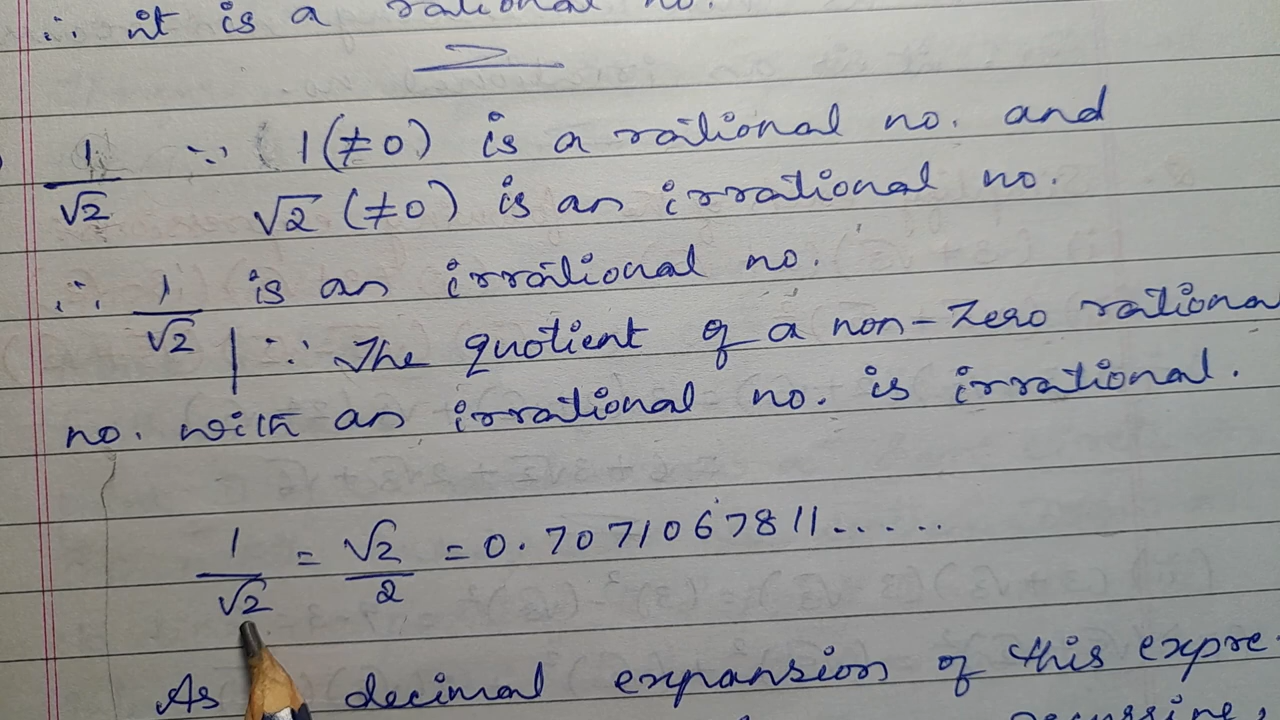 ∴ it is a rational no.
1/√2 ∵ 1(≠0) is a rational no. and
√2 (≠0) is an irrational no.
∴ 1/√2 is an irrational no.
| ∵ The quotient of a non-zero rationa
no. with an irrational no. is irrational.
1/√2 = √2/2 = 0.7071067811.....
As decimal expansion of this expre